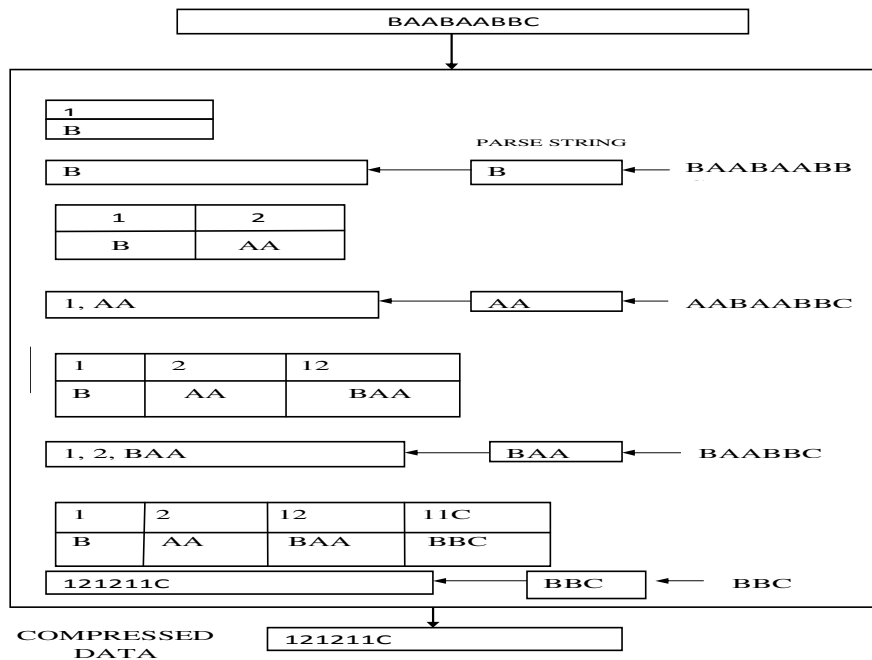 BAABAABBC
1
B
PARSE STRING
B B BAABAABB
1 2
B AA
1, AA AA AABAABBC
1 2 12
B AA BAA
1, 2, BAA BAA BAABBC
1 2 12 11C
B AA BAA BBC
121211C BBC BBC
COMPRESSED
DATA
121211C